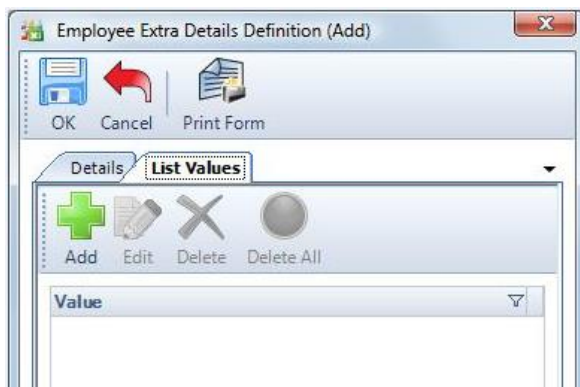 Employee Extra Details Definition (Add)
OK Cancel Print Form
Details List Values
Add Edit Delete Delete All
Value